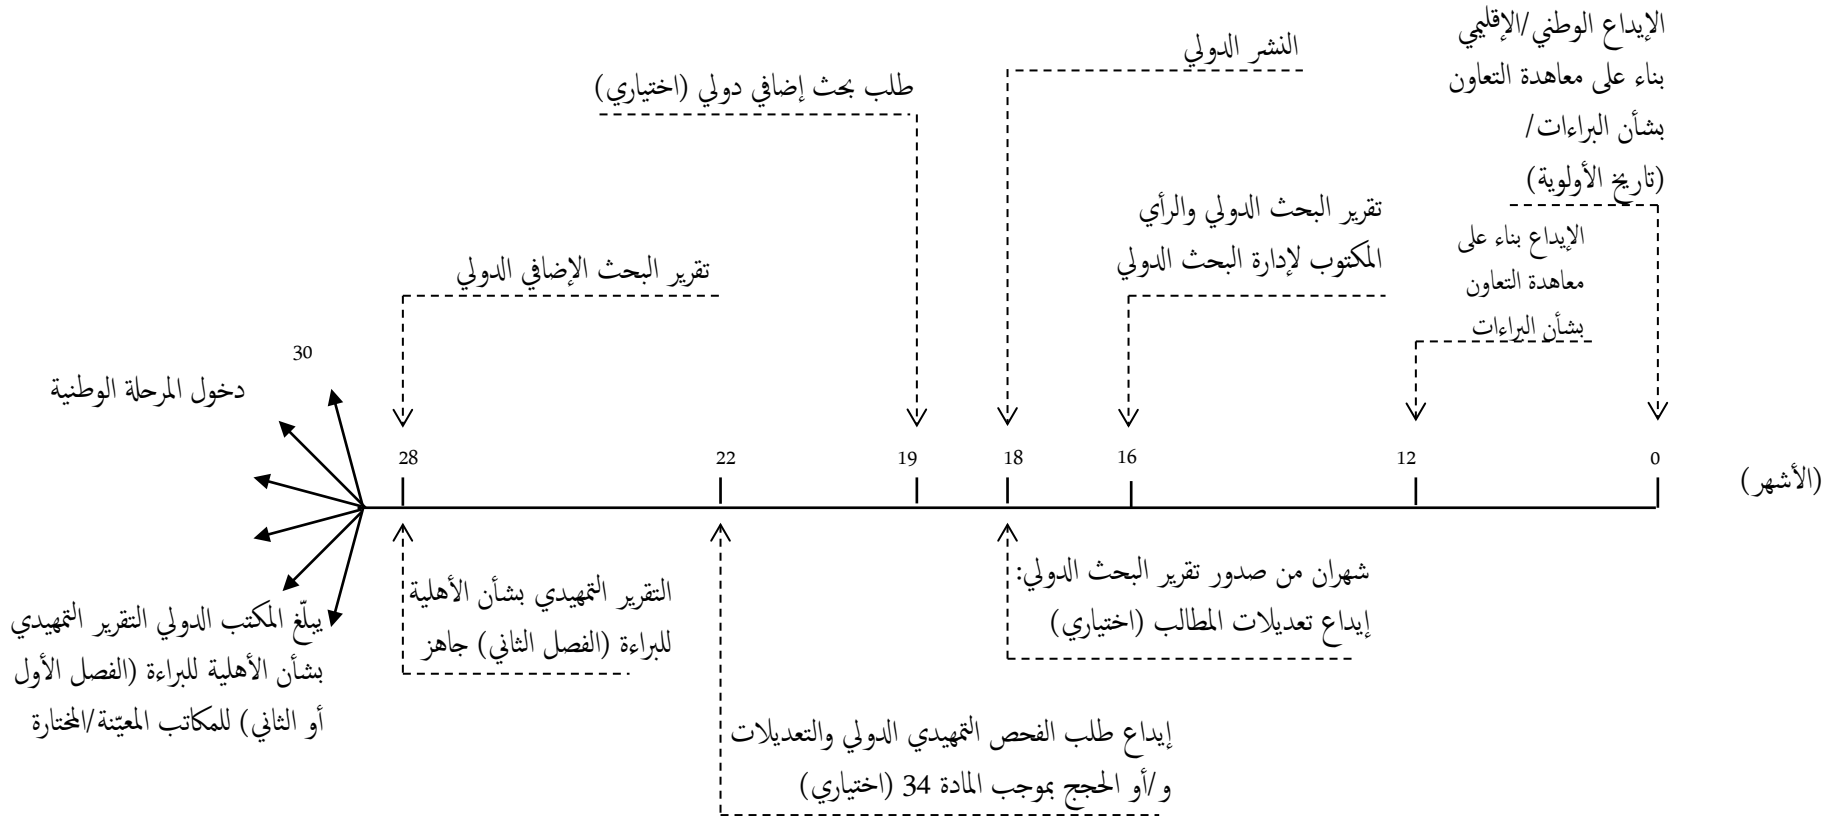 الإيداع الوطني/الإقليمي
بناء على معاهدة التعاون
بشأن البراءات/
(تاريخ الأولوية)
النشر الدولي
طلب بحث إضافي دولي (اختياري)
تقرير البحث الدولي والرأي
المكتوب لإدارة البحث الدولي
الإيداع بناء على
معاهدة التعاون
بشأن البراءات
تقرير البحث الإضافي الدولي
30
دخول المرحلة الوطنية
(الأشهر)
0
12
16
18
19
22
28
شهران من صدور تقرير البحث الدولي:
إيداع تعديلات المطالب (اختياري)
التقرير التمهيدي بشأن الأهلية
للبراءة (الفصل الثاني) جاهز
يبلّغ المكتب الدولي التقرير التمهيدي
بشأن الأهلية للبراءة (الفصل الأول
أو الثاني) للمكاتب المعيّنة/المختارة
إيداع طلب الفحص التمهيدي الدولي والتعديلات
و/أو الحجج بموجب المادة 34 (اختياري)